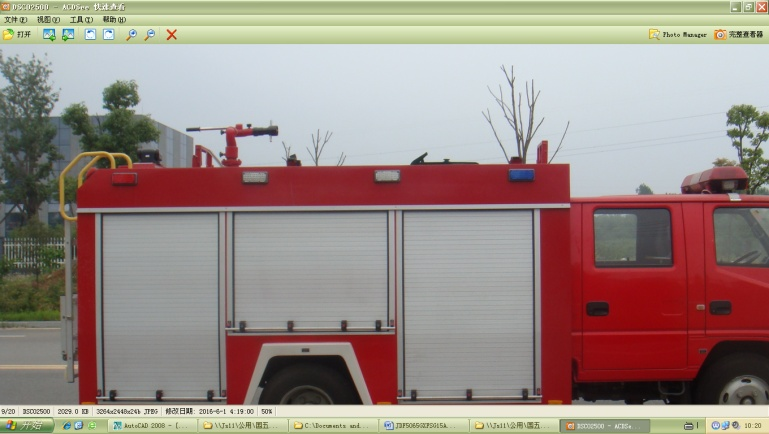 DSC02500 - ACDSee 快速查看
文件(F) 视图(V) 工具(T) 帮助(H)
打开
Photo Manager 完整查看器
9/20 DSC02500 2029.0 KB 3264x2448x24b JPEG 修改日期: 2016-6-1 4:19:00 50%
开始 AutoCAD 2008 - [... \\Js11\公用\国五... C:\Documents and... JDF5065GXFSG15A... \\Js11\公用\国五... DSC02500 - ACDSe... 10:20